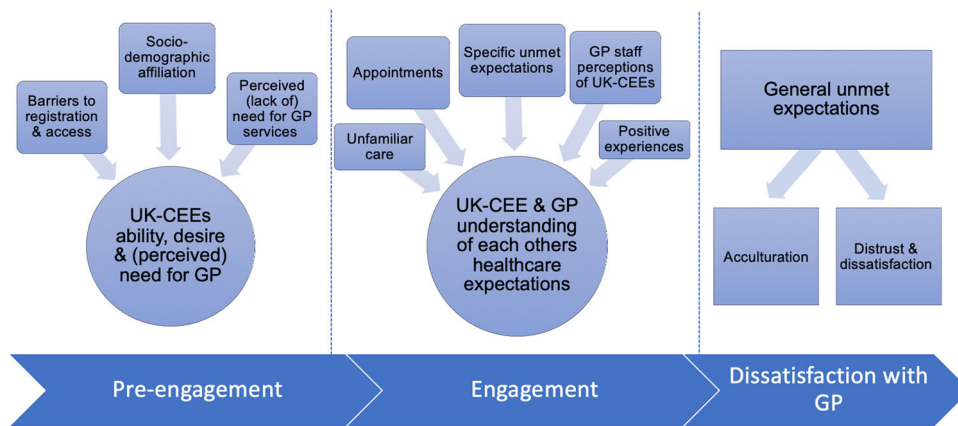 Barriers to
registration
& access
Socio-
demographic
affiliation
Perceived
(lack of)
need for GP
services
UK-CEEs
ability, desire
& (perceived)
need for GP
Unfamiliar
care
Appointments
Specific unmet
expectations
GP staff
perceptions
of UK-CEEs
Positive
experiences
UK-CEE & GP
understanding
of each others
healthcare
expectations
General unmet
expectations
Acculturation
Distrust &
dissatisfaction
Pre-engagement
Engagement
Dissatisfaction with
GP